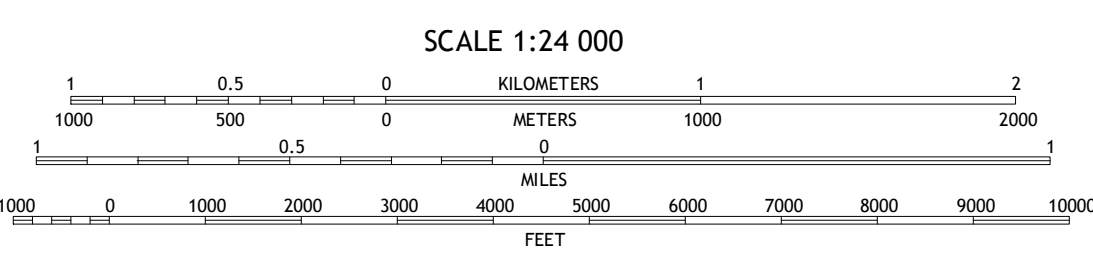 SCALE 1:24 000
1 0.5 0 KILOMETERS 1 2
1000 500 0 METERS 1000 2000
1 0.5 0 1
MILES
1000 0 1000 2000 3000 4000 5000 6000 7000 8000 9000 10000
FEET